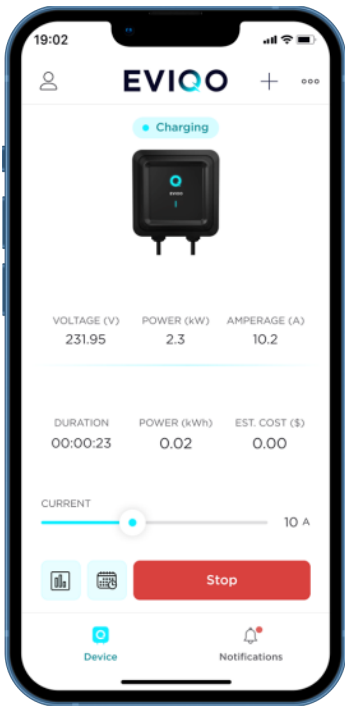 19:02
EVIQO
Charging
EVIQO
VOLTAGE (V) POWER (kW) AMPERAGE (A)
231.95 2.3 10.2
DURATION POWER (kWh) EST. COST ($)
00:00:23 0.02 0.00
CURRENT
10 A
Stop
Device Notifications